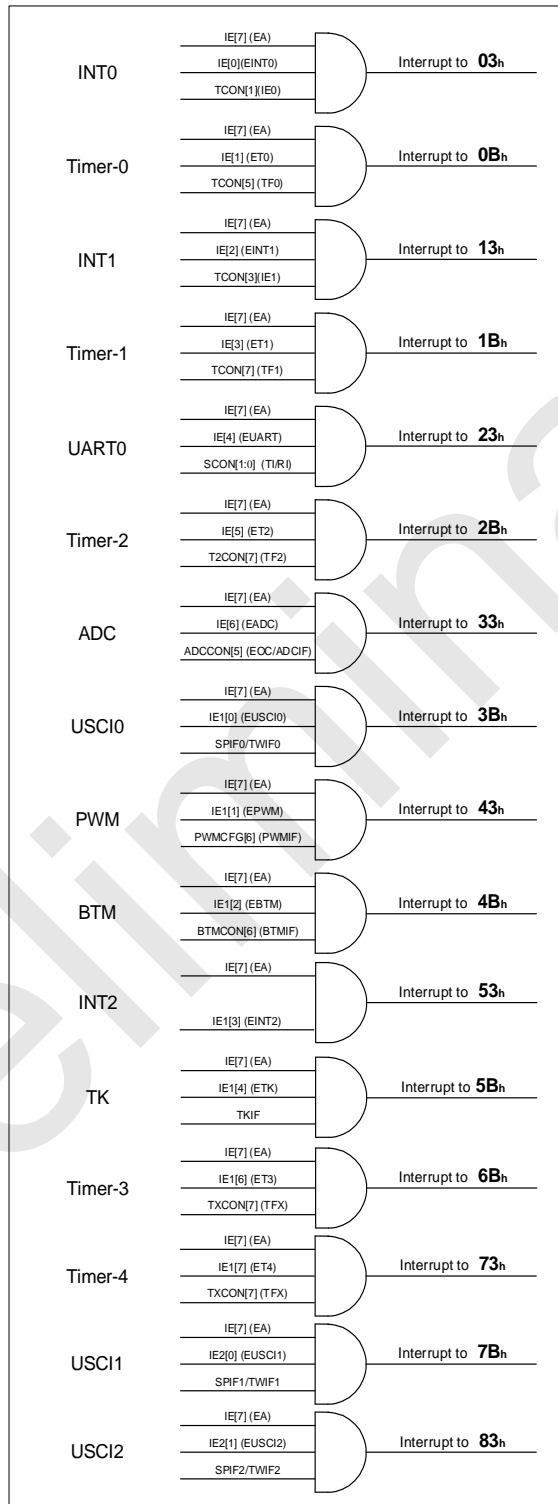 IE[7] (EA)
INT0
IE[0](EINT0)
Interrupt to 03h
TCON[1](IE0)
IE[7] (EA)
Timer-0
IE[1] (ET0)
Interrupt to 0Bh
TCON[5] (TF0)
IE[7] (EA)
INT1
IE[2] (EINT1)
Interrupt to 13h
TCON[3](IE1)
IE[7] (EA)
Timer-1
IE[3] (ET1)
Interrupt to 1Bh
TCON[7] (TF1)
IE[7] (EA)
UART0
IE[4] (EUART)
Interrupt to 23h
SCON[1:0] (TI/RI)
IE[7] (EA)
Timer-2
IE[5] (ET2)
Interrupt to 2Bh
T2CON[7] (TF2)
IE[7] (EA)
ADC
IE[6] (EADC)
Interrupt to 33h
ADCCON[5] (EOC/ADCIF)
IE[7] (EA)
USCI0
IE1[0] (EUSCI0)
Interrupt to 3Bh
SPIF0/TWIF0
IE[7] (EA)
PWM
IE1[1] (EPWM)
Interrupt to 43h
PWMCFG[6] (PWMIF)
IE[7] (EA)
BTM
IE1[2] (EBTM)
Interrupt to 4Bh
BTMCON[6] (BTMIF)
IE[7] (EA)
INT2
Interrupt to 53h
IE1[3] (EINT2)
IE[7] (EA)
TK
IE1[4] (ETK)
Interrupt to 5Bh
TKIF
IE[7] (EA)
Timer-3
IE1[6] (ET3)
Interrupt to 6Bh
TXCON[7] (TFX)
IE[7] (EA)
Timer-4
IE1[7] (ET4)
Interrupt to 73h
TXCON[7] (TFX)
IE[7] (EA)
USCI1
IE2[0] (EUSCI1)
Interrupt to 7Bh
SPIF1/TWIF1
IE[7] (EA)
USCI2
IE2[1] (EUSCI2)
Interrupt to 83h
SPIF2/TWIF2
elimina